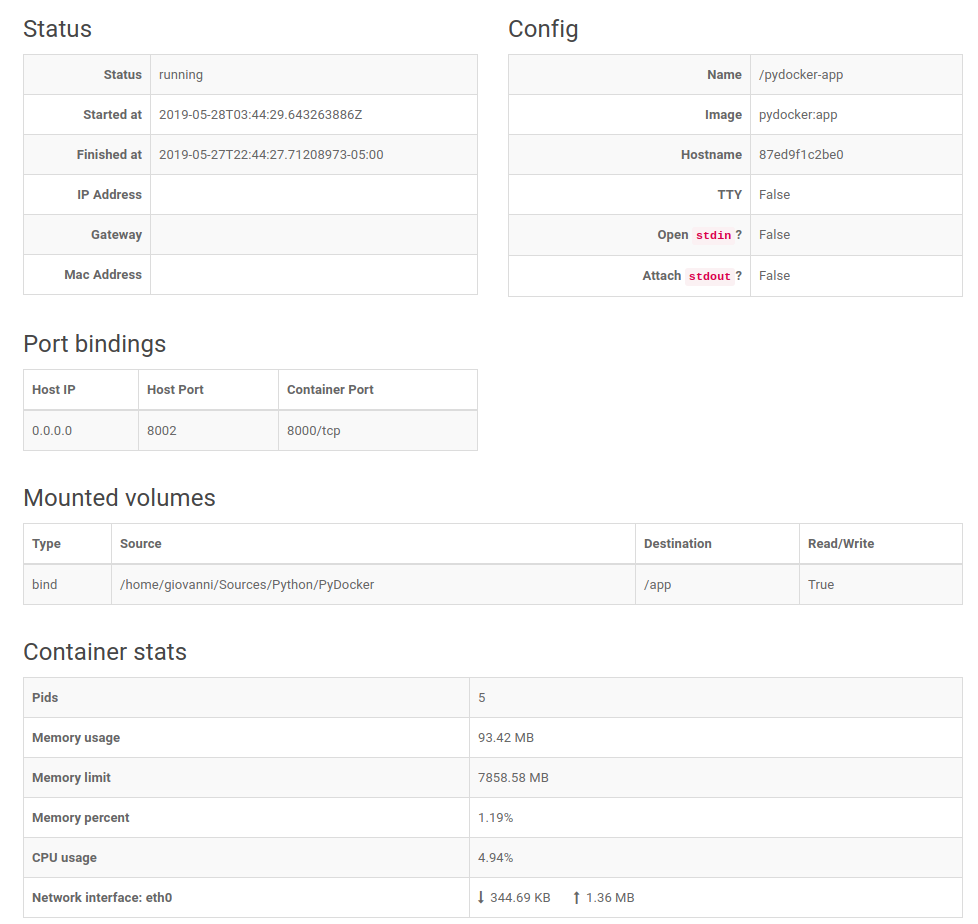 Status
Status running
Started at 2019-05-28T03:44:29.643263886Z
Finished at 2019-05-27T22:44:27.71208973-05:00
IP Address
Gateway
Mac Address
Config
Name /pydocker-app
Image pydocker:app
Hostname 87ed9f1c2be0
TTY False
Open stdin ? False
Attach stdout ? False
Port bindings
Host IP Host Port Container Port
0.0.0.0 8002 8000/tcp
Mounted volumes
Type Source Destination Read/Write
bind /home/giovanni/Sources/Python/PyDocker /app True
Container stats
Pids 5
Memory usage 93.42 MB
Memory limit 7858.58 MB
Memory percent 1.19%
CPU usage 4.94%
Network interface: eth0 ↓ 344.69 KB ↑ 1.36 MB